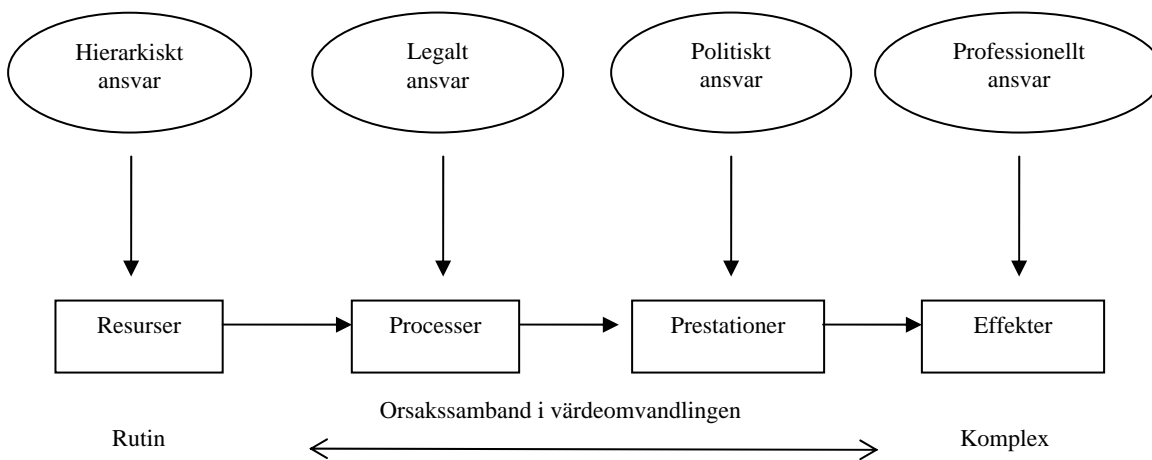 Hierarkiskt
ansvar
Legalt
ansvar
Politiskt
ansvar
Professionellt
ansvar
Resurser
Processer
Prestationer
Effekter
Orsakssamband i värdeomvandlingen
Rutin
Komplex